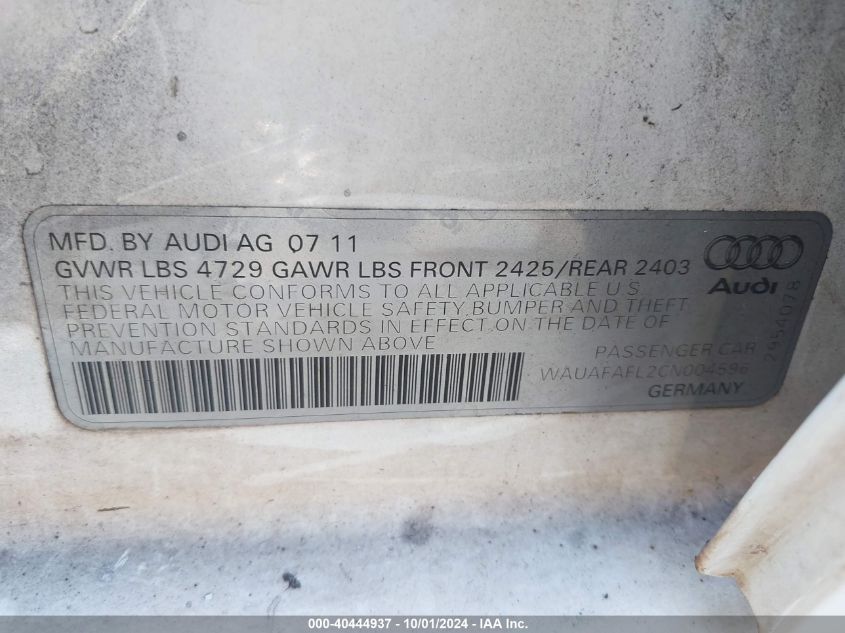 MFD. BY AUDI AG 07 11
GVWR LBS 4729 GAWR LBS FRONT 2425/REAR 2403
THIS VEHICLE CONFORMS TO ALL APPLICABLE U S
FEDERAL MOTOR VEHICLE SAFETY, BUMPER AND THEFT
PREVENTION STANDARDS IN EFFECT ON THE DATE OF
MANUFACTURE SHOWN ABOVE
Audi
2954078
PASSENGER CAR
WAUAFAFL2CN004596
GERMANY
000-40444937 - 10/01/2024 - IAA Inc.